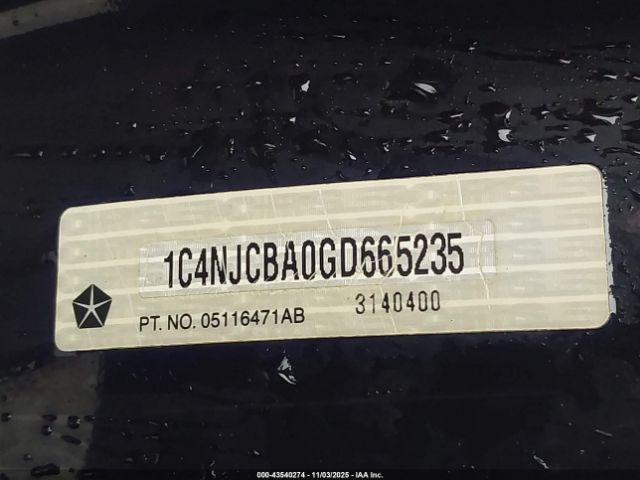 1C4NJCBA0GD665235
PT. NO. 05116471AB 3140400
000-43540274 - 11/03/2025 - IAA Inc.